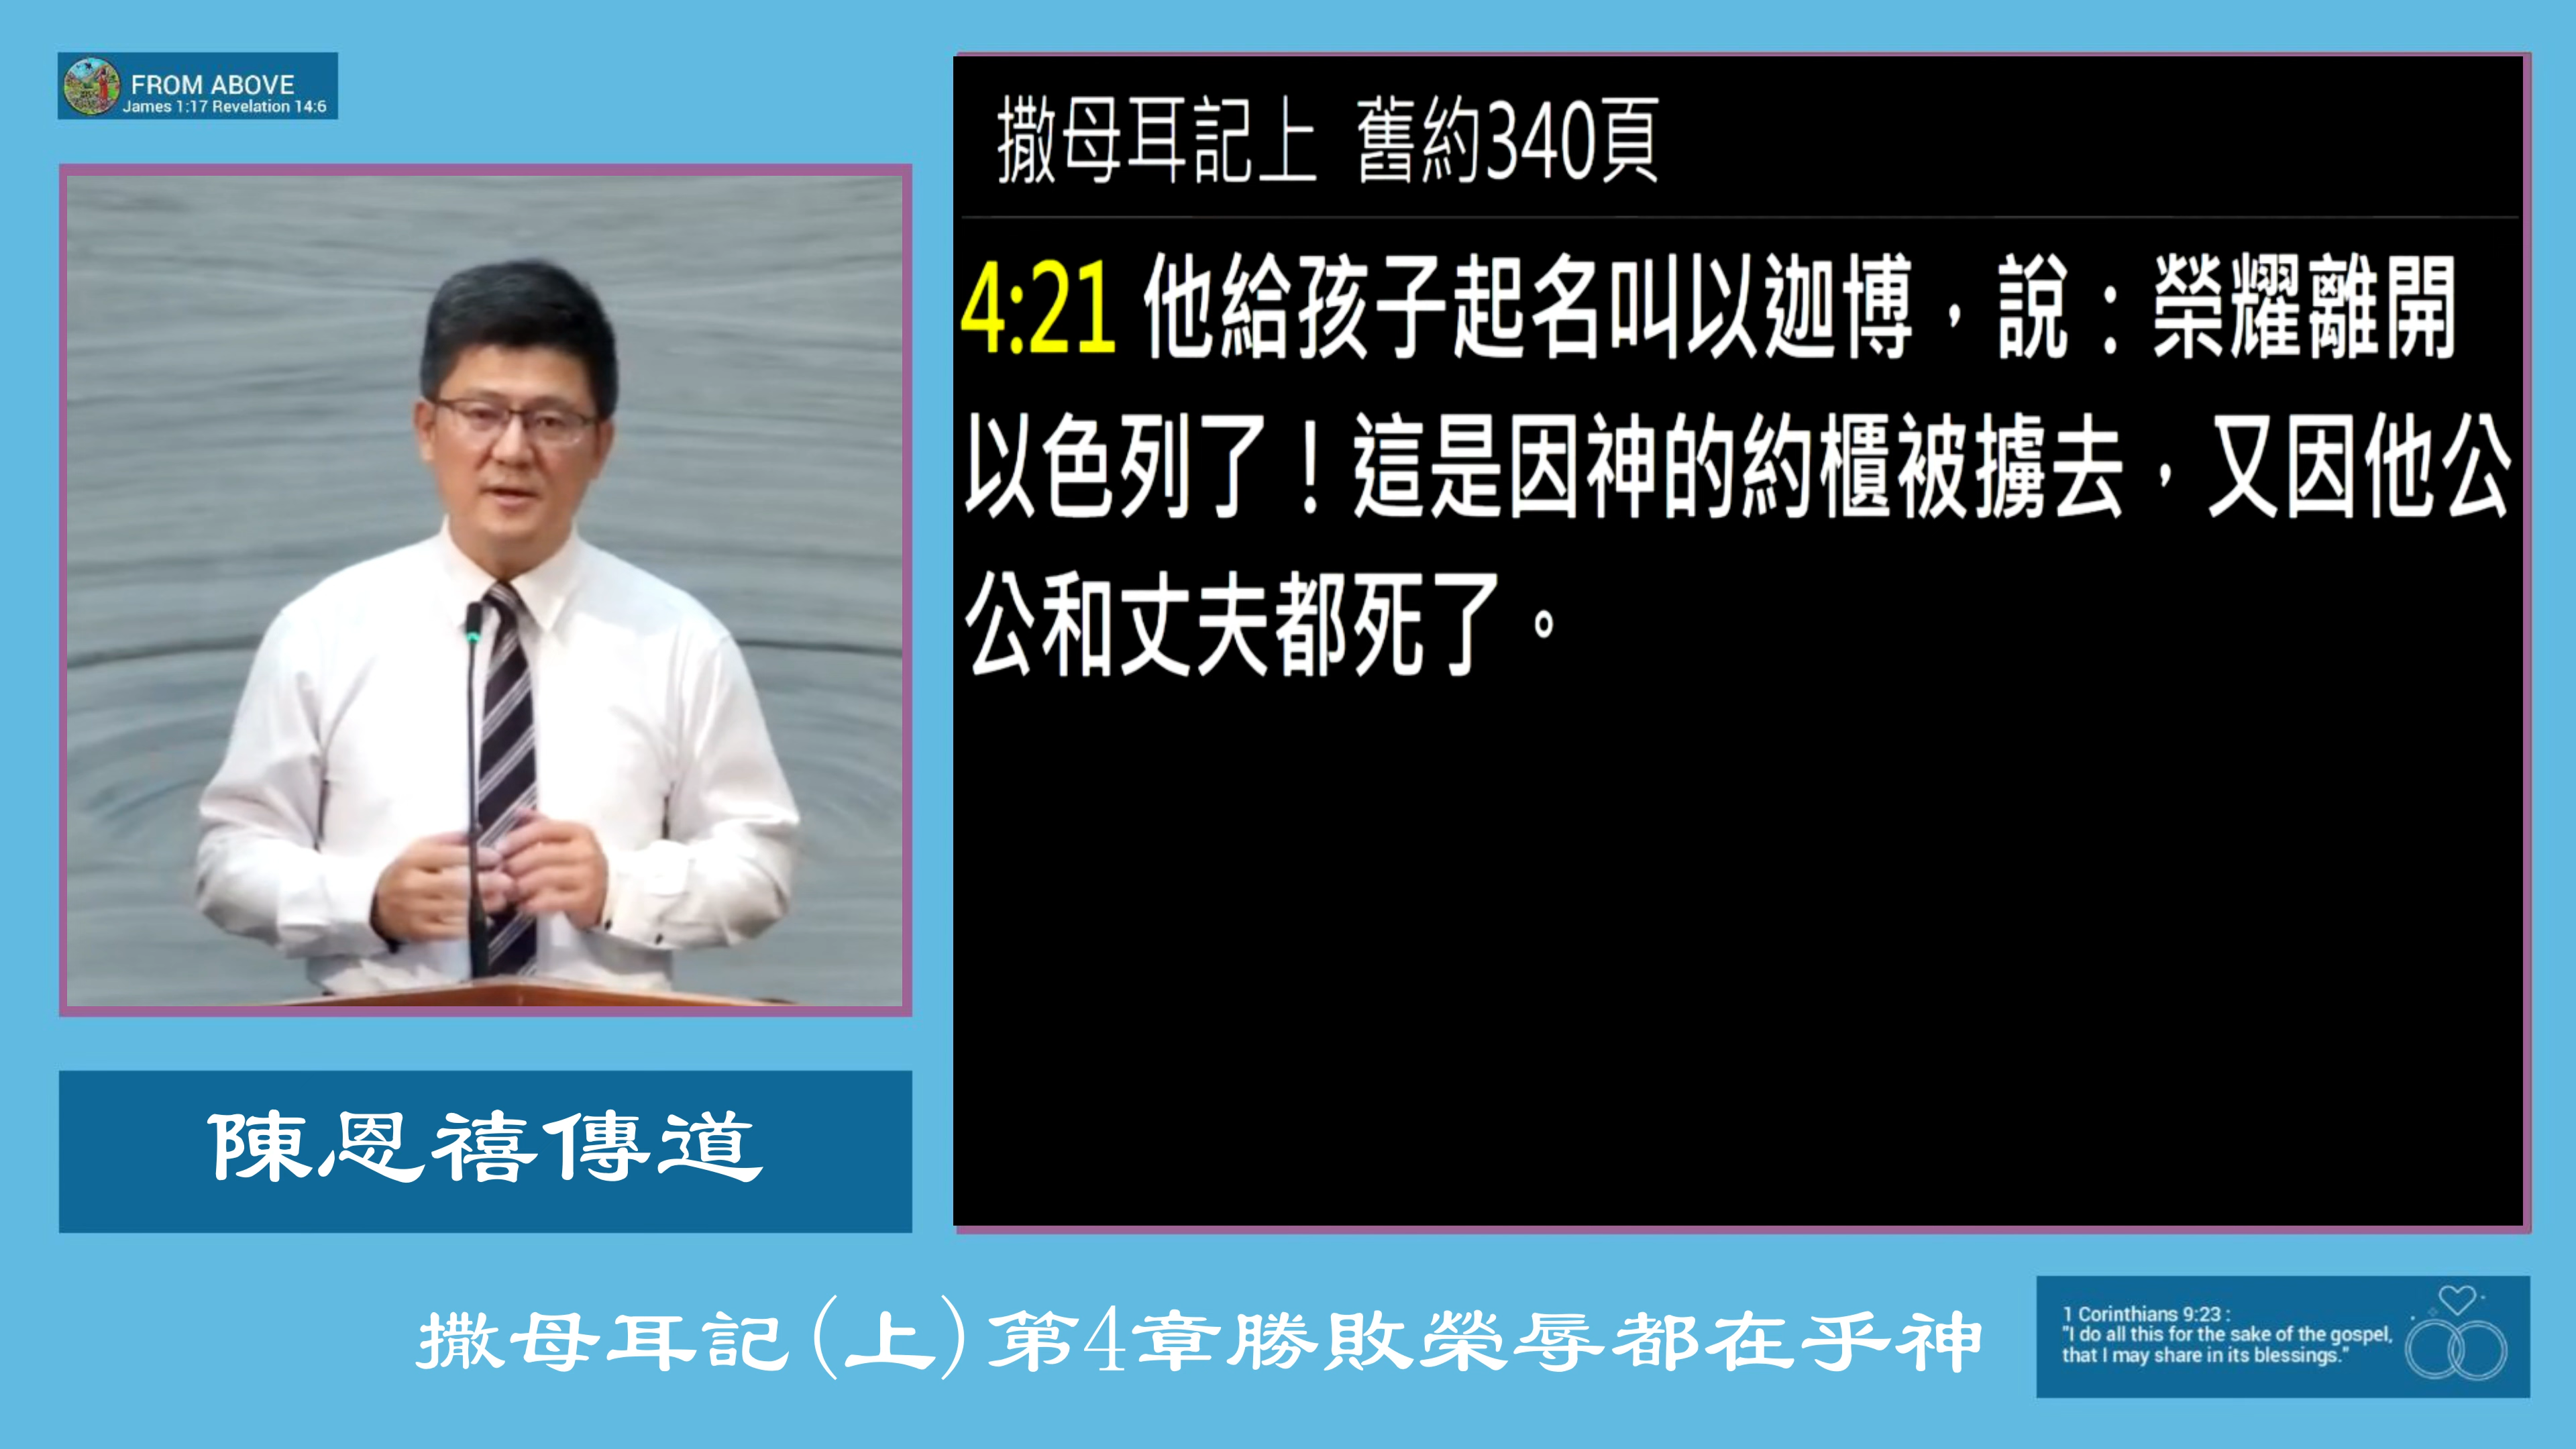 FROM ABOVE
James 1:17 Revelation 14:6
撒母耳記上 舊約340頁
4:21 他給孩子起名叫以迦博，說：榮耀離開
以色列了！這是因神的約櫃被擄去，又因他公
公和丈夫都死了。
陳恩禧傳道
撒母耳記(上)第4章勝敗榮辱都在乎神
1 Corinthians 9:23 :
"I do all this for the sake of the gospel,
that I may share in its blessings."